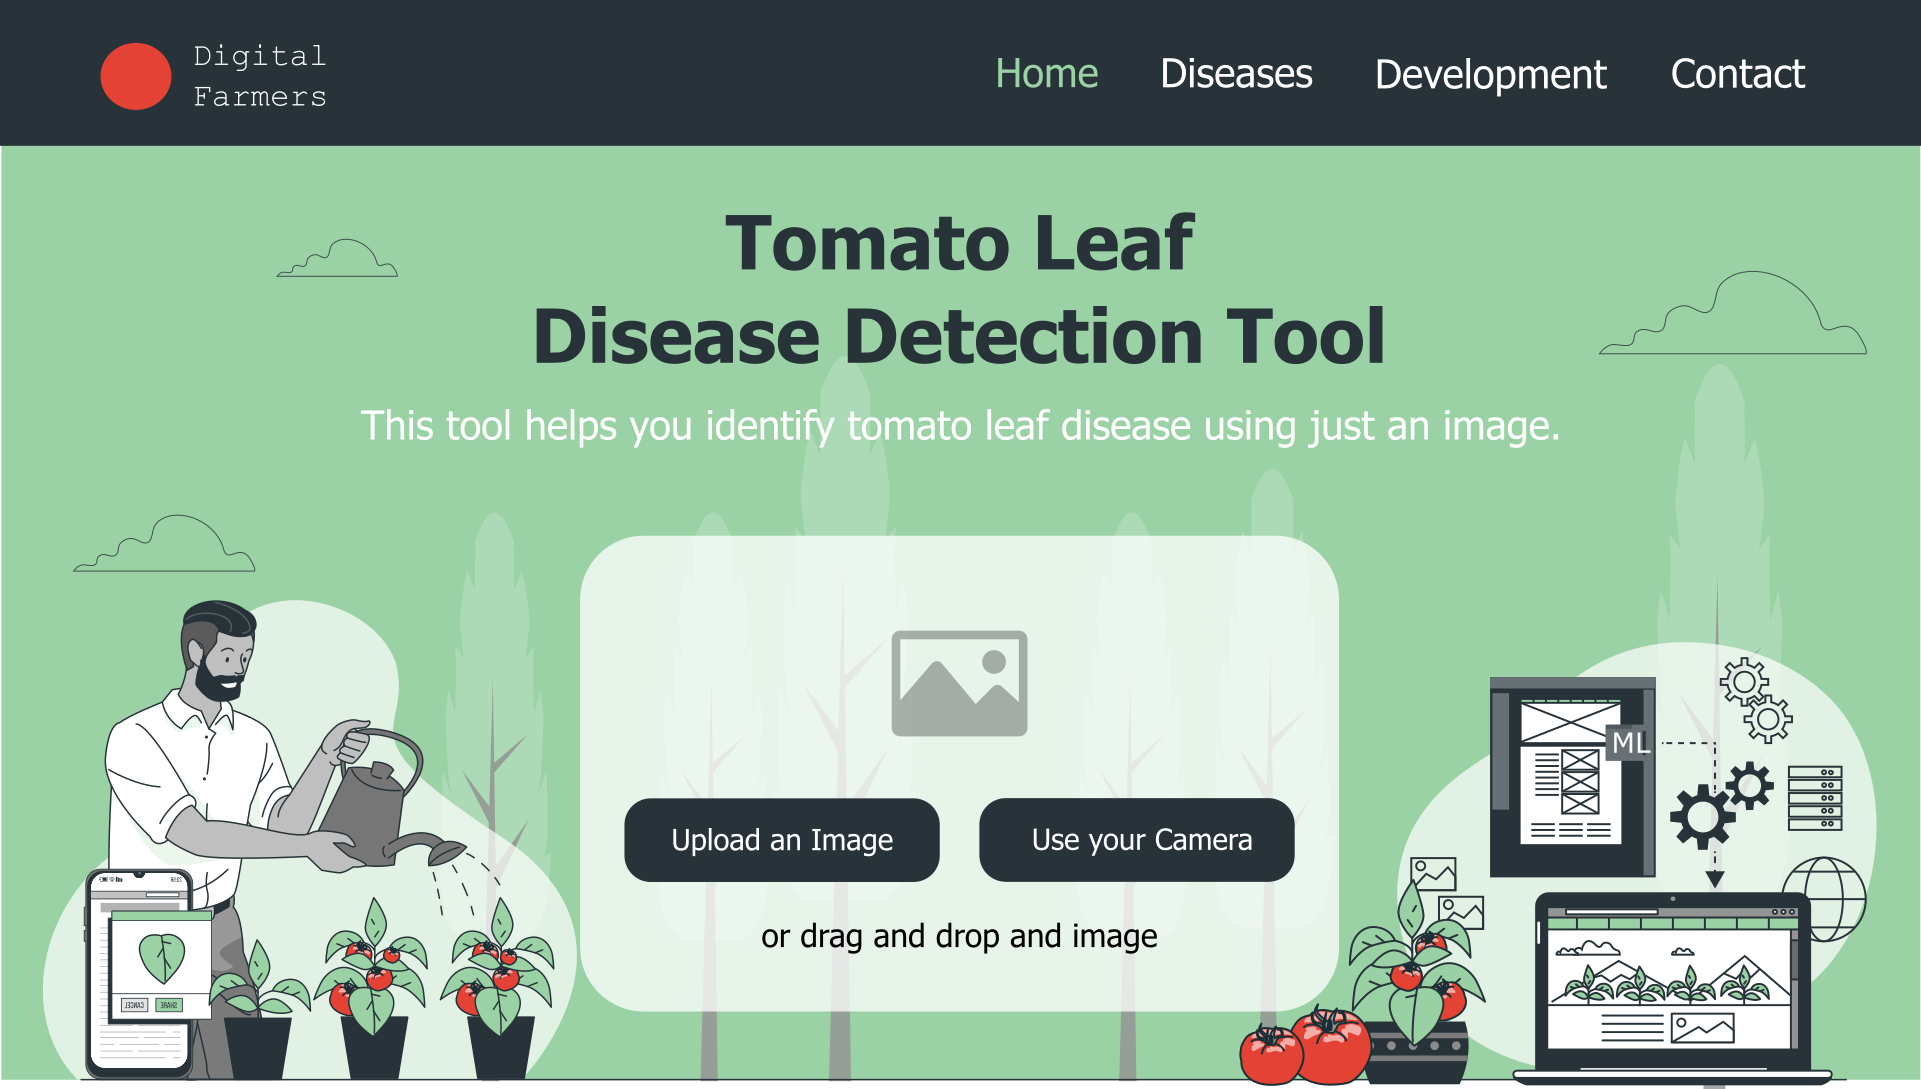 Digital
Farmers
Home
Diseases
Development
Contact
Tomato Leaf
Disease Detection Tool
This tool helps you identify tomato leaf disease using just an image.
ML
Upload an Image
Use your Camera
or drag and drop and image
CANCEL
SHARE